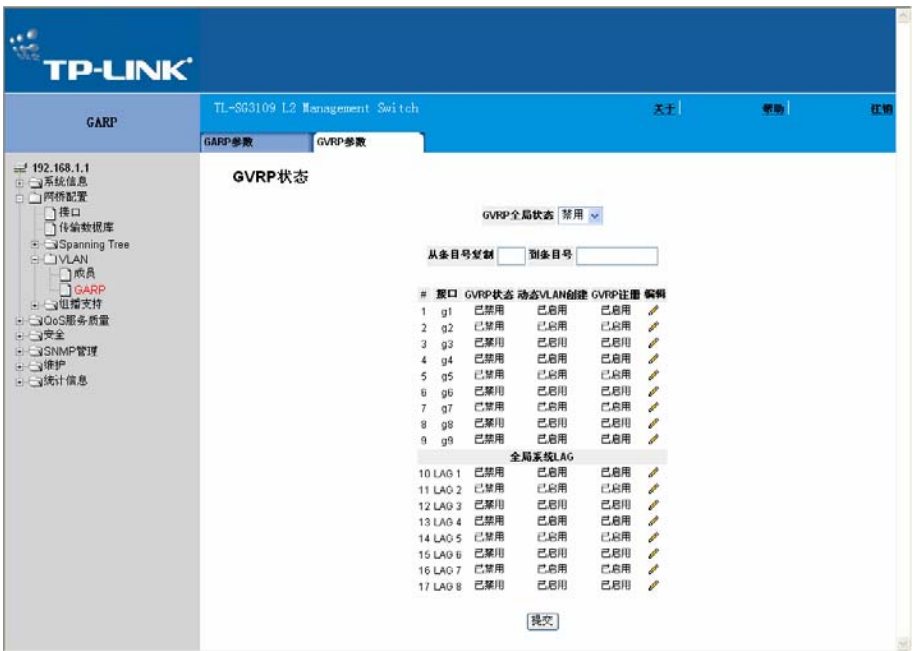 TP-LINK
GARP
TL-SG3109 L2 Management Switch
关于
帮助
注销
GARP参数
GVRP参数
192.168.1.1
系统信息
网桥配置
接口
传输数据库
Spanning Tree
VLAN
成员
GARP
组播支持
QoS服务质量
安全
SNMP管理
维护
统计信息
GVRP状态
GVRP全局状态 禁用
从条目号复制 到条目号
# 接口 GVRP状态 动态VLAN创建 GVRP注册 编辑
1 g1 已禁用 已启用 已启用
2 g2 已禁用 已启用 已启用
3 g3 已禁用 已启用 已启用
4 g4 已禁用 已启用 已启用
5 g5 已禁用 已启用 已启用
6 g6 已禁用 已启用 已启用
7 g7 已禁用 已启用 已启用
8 g8 已禁用 已启用 已启用
9 g9 已禁用 已启用 已启用
全局系统LAG
10 LAG 1 已禁用 已启用 已启用
11 LAG 2 已禁用 已启用 已启用
12 LAG 3 已禁用 已启用 已启用
13 LAG 4 已禁用 已启用 已启用
14 LAG 5 已禁用 已启用 已启用
15 LAG 6 已禁用 已启用 已启用
16 LAG 7 已禁用 已启用 已启用
17 LAG 8 已禁用 已启用 已启用
提交